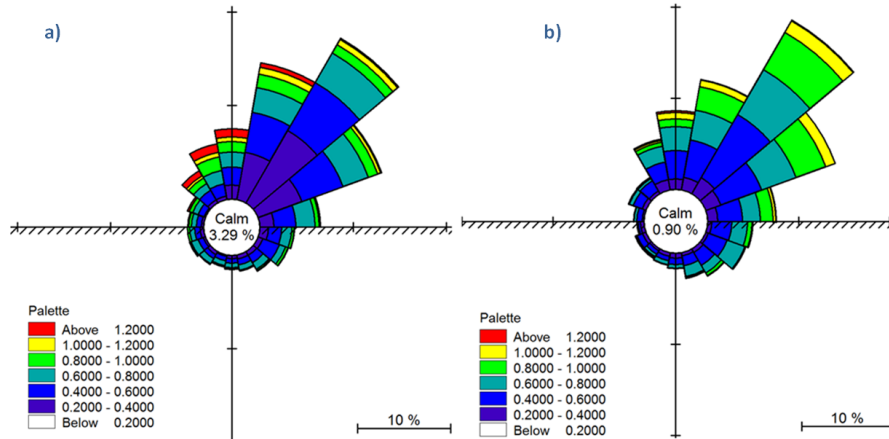 a)
Calm
3.29 %
Palette
Above 1.2000
1.0000 - 1.2000
0.8000 - 1.0000
0.6000 - 0.8000
0.4000 - 0.6000
0.2000 - 0.4000
Below 0.2000
10 %
b)
Calm
0.90 %
Palette
Above 1.2000
1.0000 - 1.2000
0.8000 - 1.0000
0.6000 - 0.8000
0.4000 - 0.6000
0.2000 - 0.4000
Below 0.2000
10 %